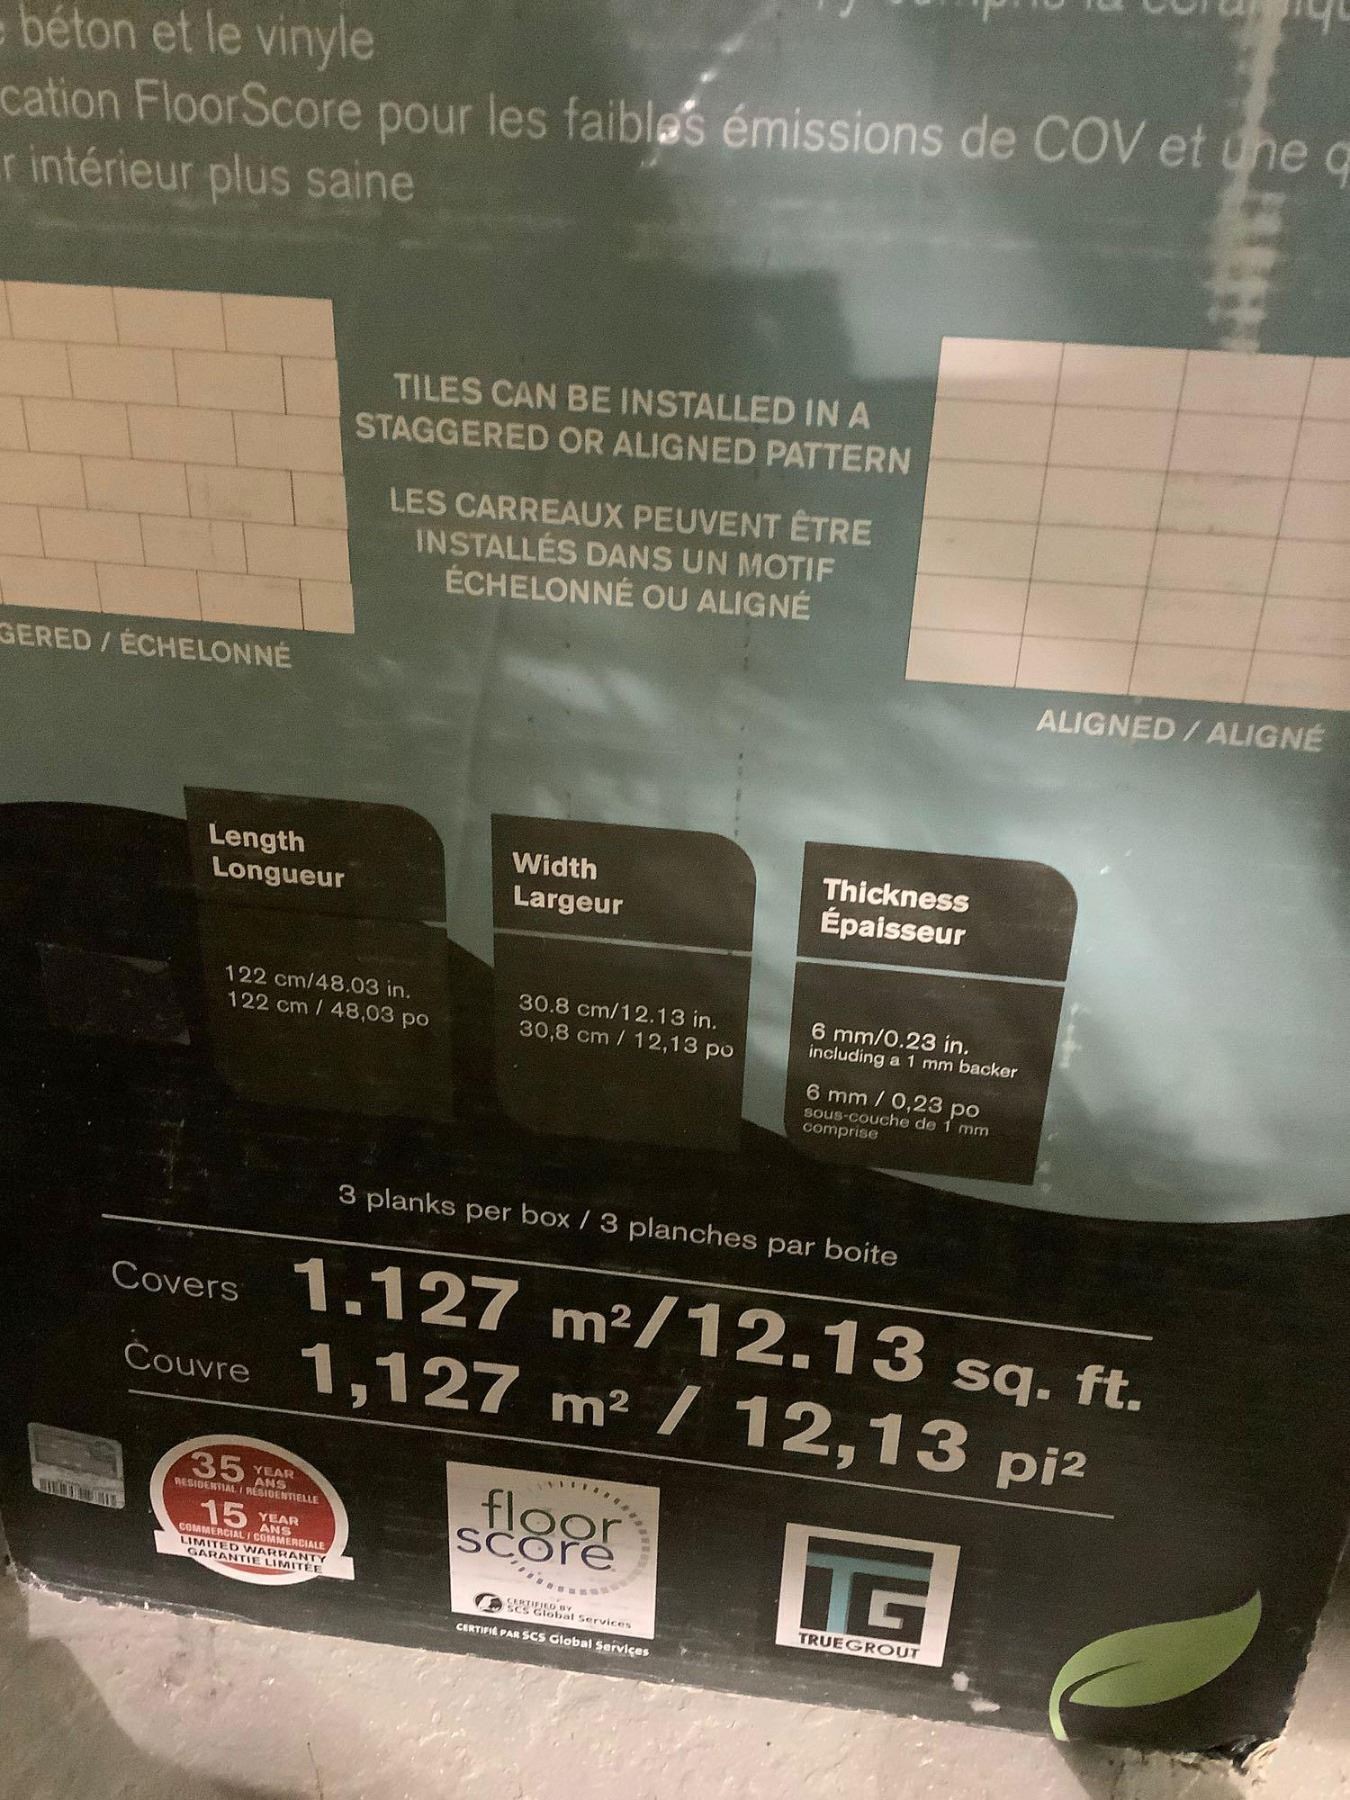 béton et le vinyle
cation FloorScore pour les faibles émissions de COV et une q
r intérieur plus saine
TILES CAN BE INSTALLED IN A
STAGGERED OR ALIGNED PATTERN
LES CARREAUX PEUVENT ÊTRE
INSTALLÉS DANS UN MOTIF
ÉCHELONNÉ OU ALIGNÉ
GERED / ÉCHELONNÉ
ALIGNED / ALIGNÉ
Length
Longueur
122 cm/48.03 in.
122 cm / 48,03 po
Width
Largeur
30.8 cm/12.13 in.
30,8 cm / 12,13 po
Thickness
Épaisseur
6 mm/0.23 in.
including a 1 mm backer
6 mm / 0,23 po
sous-couche de 1 mm
comprise
3 planks per box / 3 planches par boite
Covers 1.127 m²/12.13 sq. ft.
Couvre 1,127 m² / 12,13 pi²
35 YEAR
ANS
RESIDENTIAL / RÉSIDENTIELLE
15 YEAR
ANS
COMMERCIAL / COMMERCIALE
LIMITED WARRANTY
GARANTIE LIMITÉE
floor
score
CERTIFIED BY
SCS Global Services
CERTIFIÉ PAR SCS Global Services
TG
TRUEGROUT